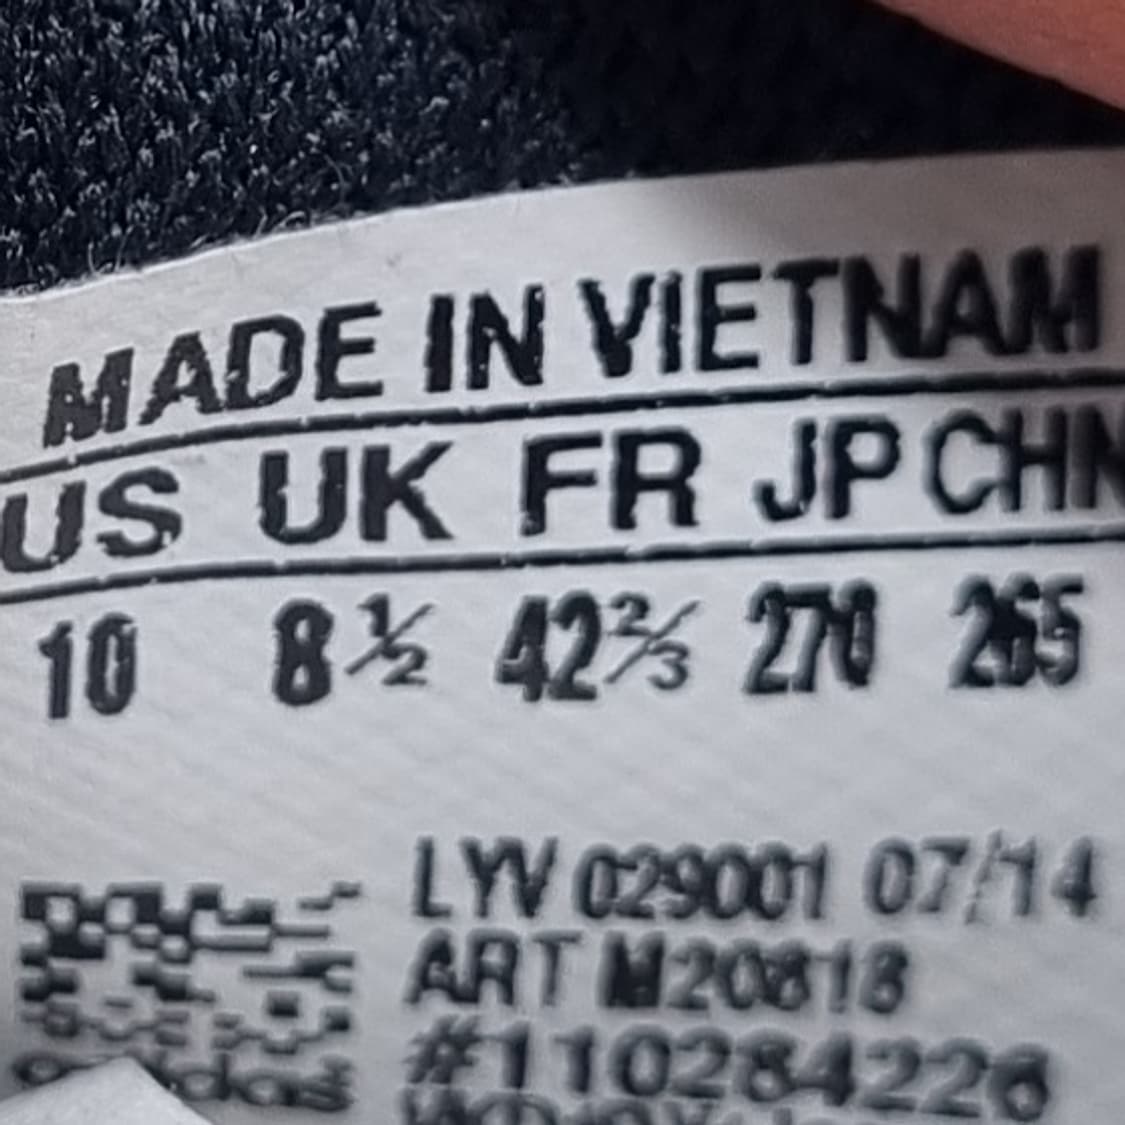 MADE IN VIETNAM
US UK FR JP CHN
10 8½ 42⅔ 270 265
LYV 029001 07/14
ART M20818
#110284226
adidas